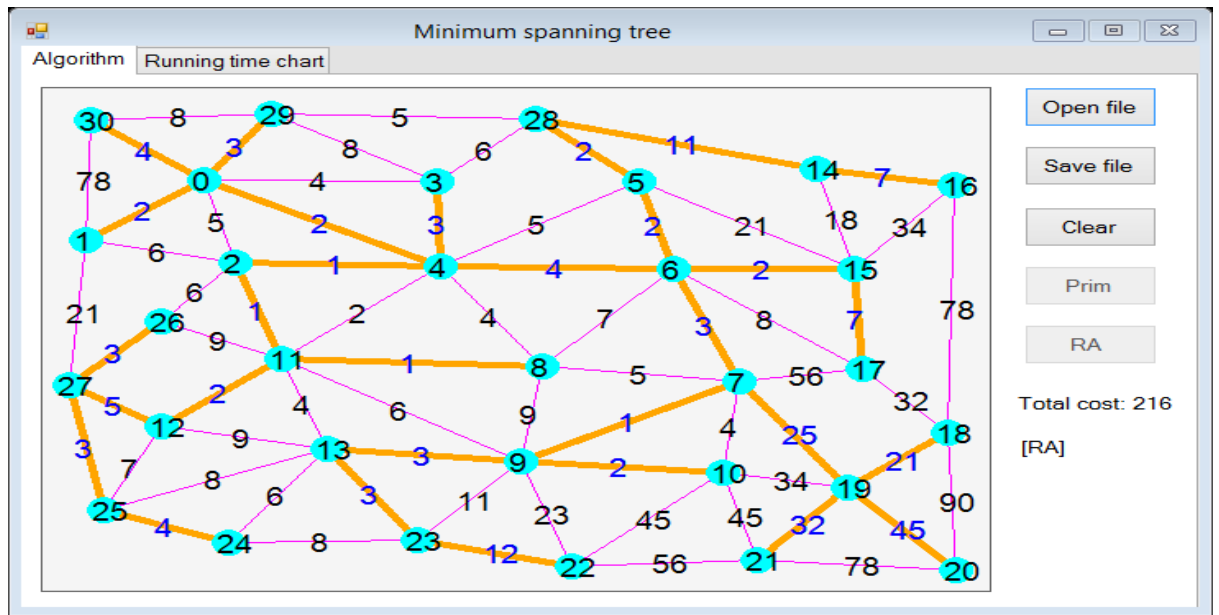 Minimum spanning tree
Algorithm Running time chart
30 8 29 5 28
4 3 8 6 2 11
0 4 3 5 14 7 16
78 2 5 2 3 5 2 21 18 34
1 6 2 1 4 4 6 2 15
21 6 1 2 4 7 3 8 7 78
26 9 11 1 8 5 7 56 17 32
27 3 5 2 4 6 9 1 4 25 18
12 9 13 3 9 2 10 34 19 21
3 7 8 6 3 11 23 45 45 32 45 90
25 4 24 8 23 12 22 56 21 78 20
Open file
Save file
Clear
Prim
RA
Total cost: 216
[RA]